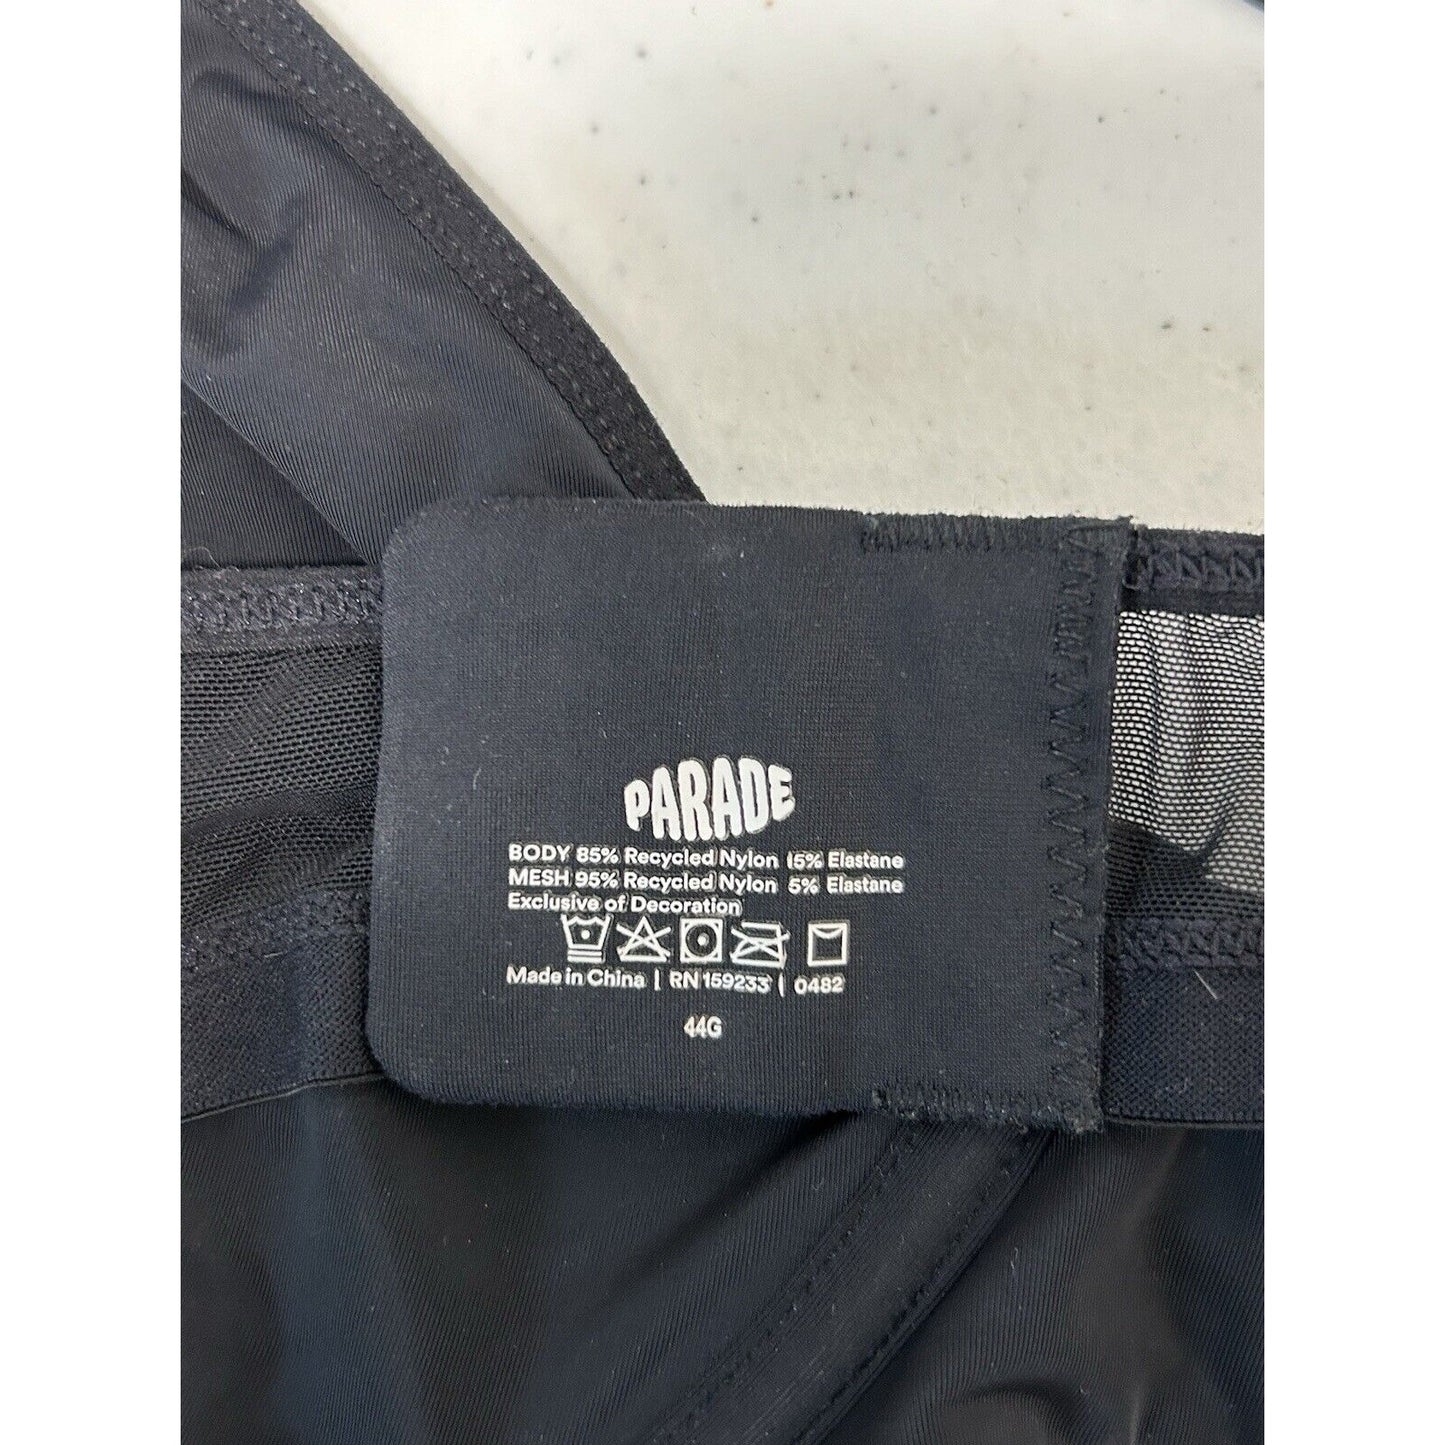 PARADE
BODY 85% Recycled Nylon 15% Elastane
MESH 95% Recycled Nylon 5% Elastane
Exclusive of Decoration
Made in China | RN 159233 | 0482
44G